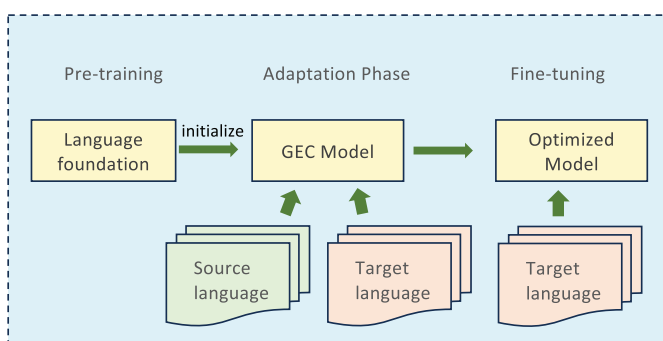 Pre-training
Adaptation Phase
Fine-tuning
Language
foundation
initialize
GEC Model
Optimized
Model
Source
language
Target
language
Target
language